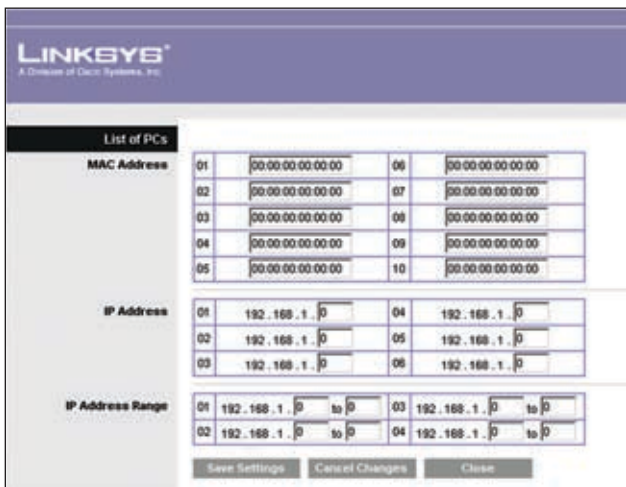 LINKSYS®
A Division of Cisco Systems, Inc.
List of PCs
MAC Address
01 00:00:00:00:00:00 06 00:00:00:00:00:00
02 00:00:00:00:00:00 07 00:00:00:00:00:00
03 00:00:00:00:00:00 08 00:00:00:00:00:00
04 00:00:00:00:00:00 09 00:00:00:00:00:00
05 00:00:00:00:00:00 10 00:00:00:00:00:00
IP Address
01 192.168.1.0 04 192.168.1.0
02 192.168.1.0 05 192.168.1.0
03 192.168.1.0 06 192.168.1.0
IP Address Range
01 192.168.1.0 to 0 03 192.168.1.0 to 0
02 192.168.1.0 to 0 04 192.168.1.0 to 0
Save Settings Cancel Changes Close